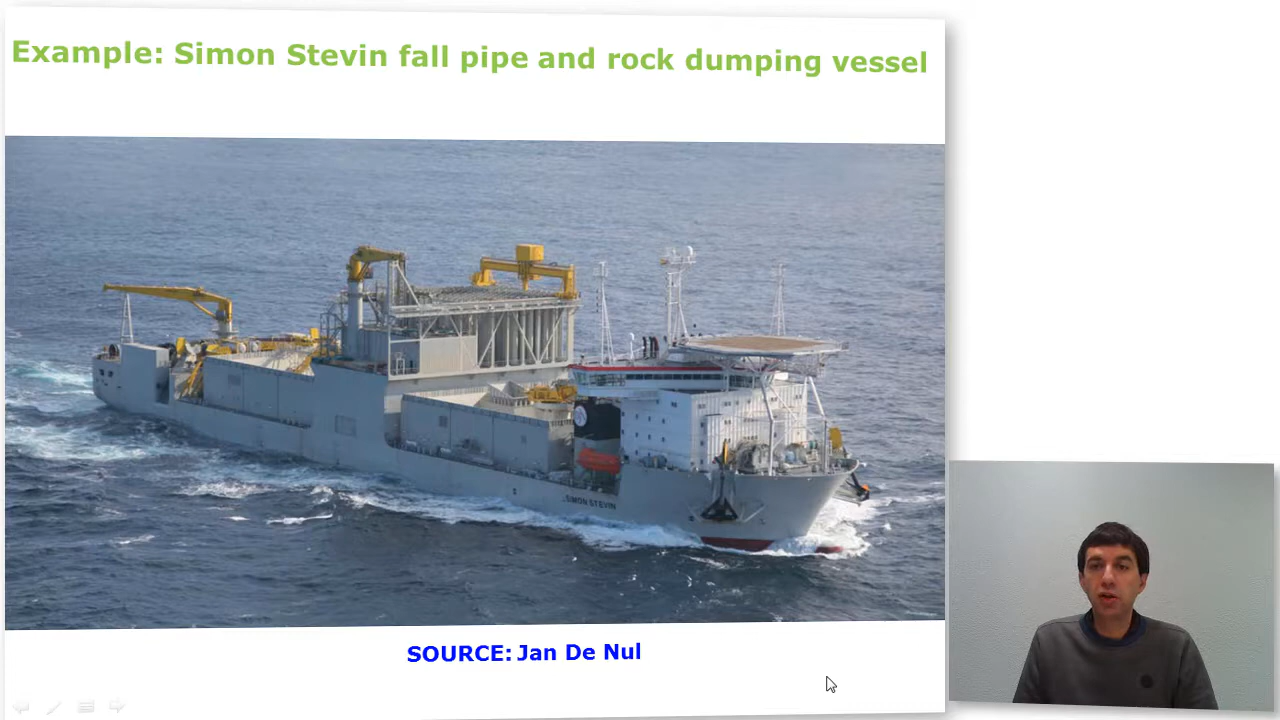 Example: Simon Stevin fall pipe and rock dumping vessel
SIMON STEVIN
SOURCE: Jan De Nul